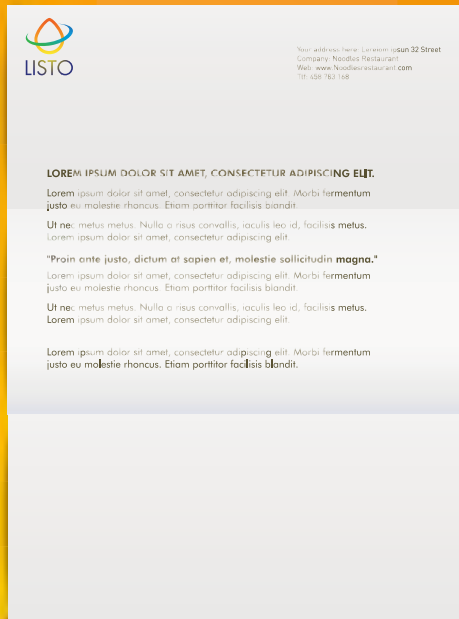 LISTO
Your address here: Loremm ipsun 32 Street
Company: Noodles Restaurant
Web: www.Noodlesrestaurant.com
Tlt: 458 783 168
LOREM IPSUM DOLOR SIT AMET, CONSECTETUR ADIPISCING ELIT.
Lorem ipsum dolor sit amet, consectetur adipiscing elit. Morbi fermentum
justo eu molestie rhoncus. Etiam porttitor facilisis blandit.
Ut nec metus metus. Nulla a risus convallis, iaculis leo id, facilisis metus.
Lorem ipsum dolor sit amet, consectetur adipiscing elit.
"Proin ante justo, dictum at sapien et, molestie sollicitudin magna."
Lorem ipsum dolor sit amet, consectetur adipiscing elit. Morbi fermentum
justo eu molestie rhoncus. Etiam porttitor facilisis blandit.
Ut nec metus metus. Nulla a risus convallis, iaculis leo id, facilisis metus.
Lorem ipsum dolor sit amet, consectetur adipiscing elit.
Lorem ipsum dolor sit amet, consectetur adipiscing elit. Morbi fermentum
justo eu molestie rhoncus. Etiam porttitor facilisis blandit.